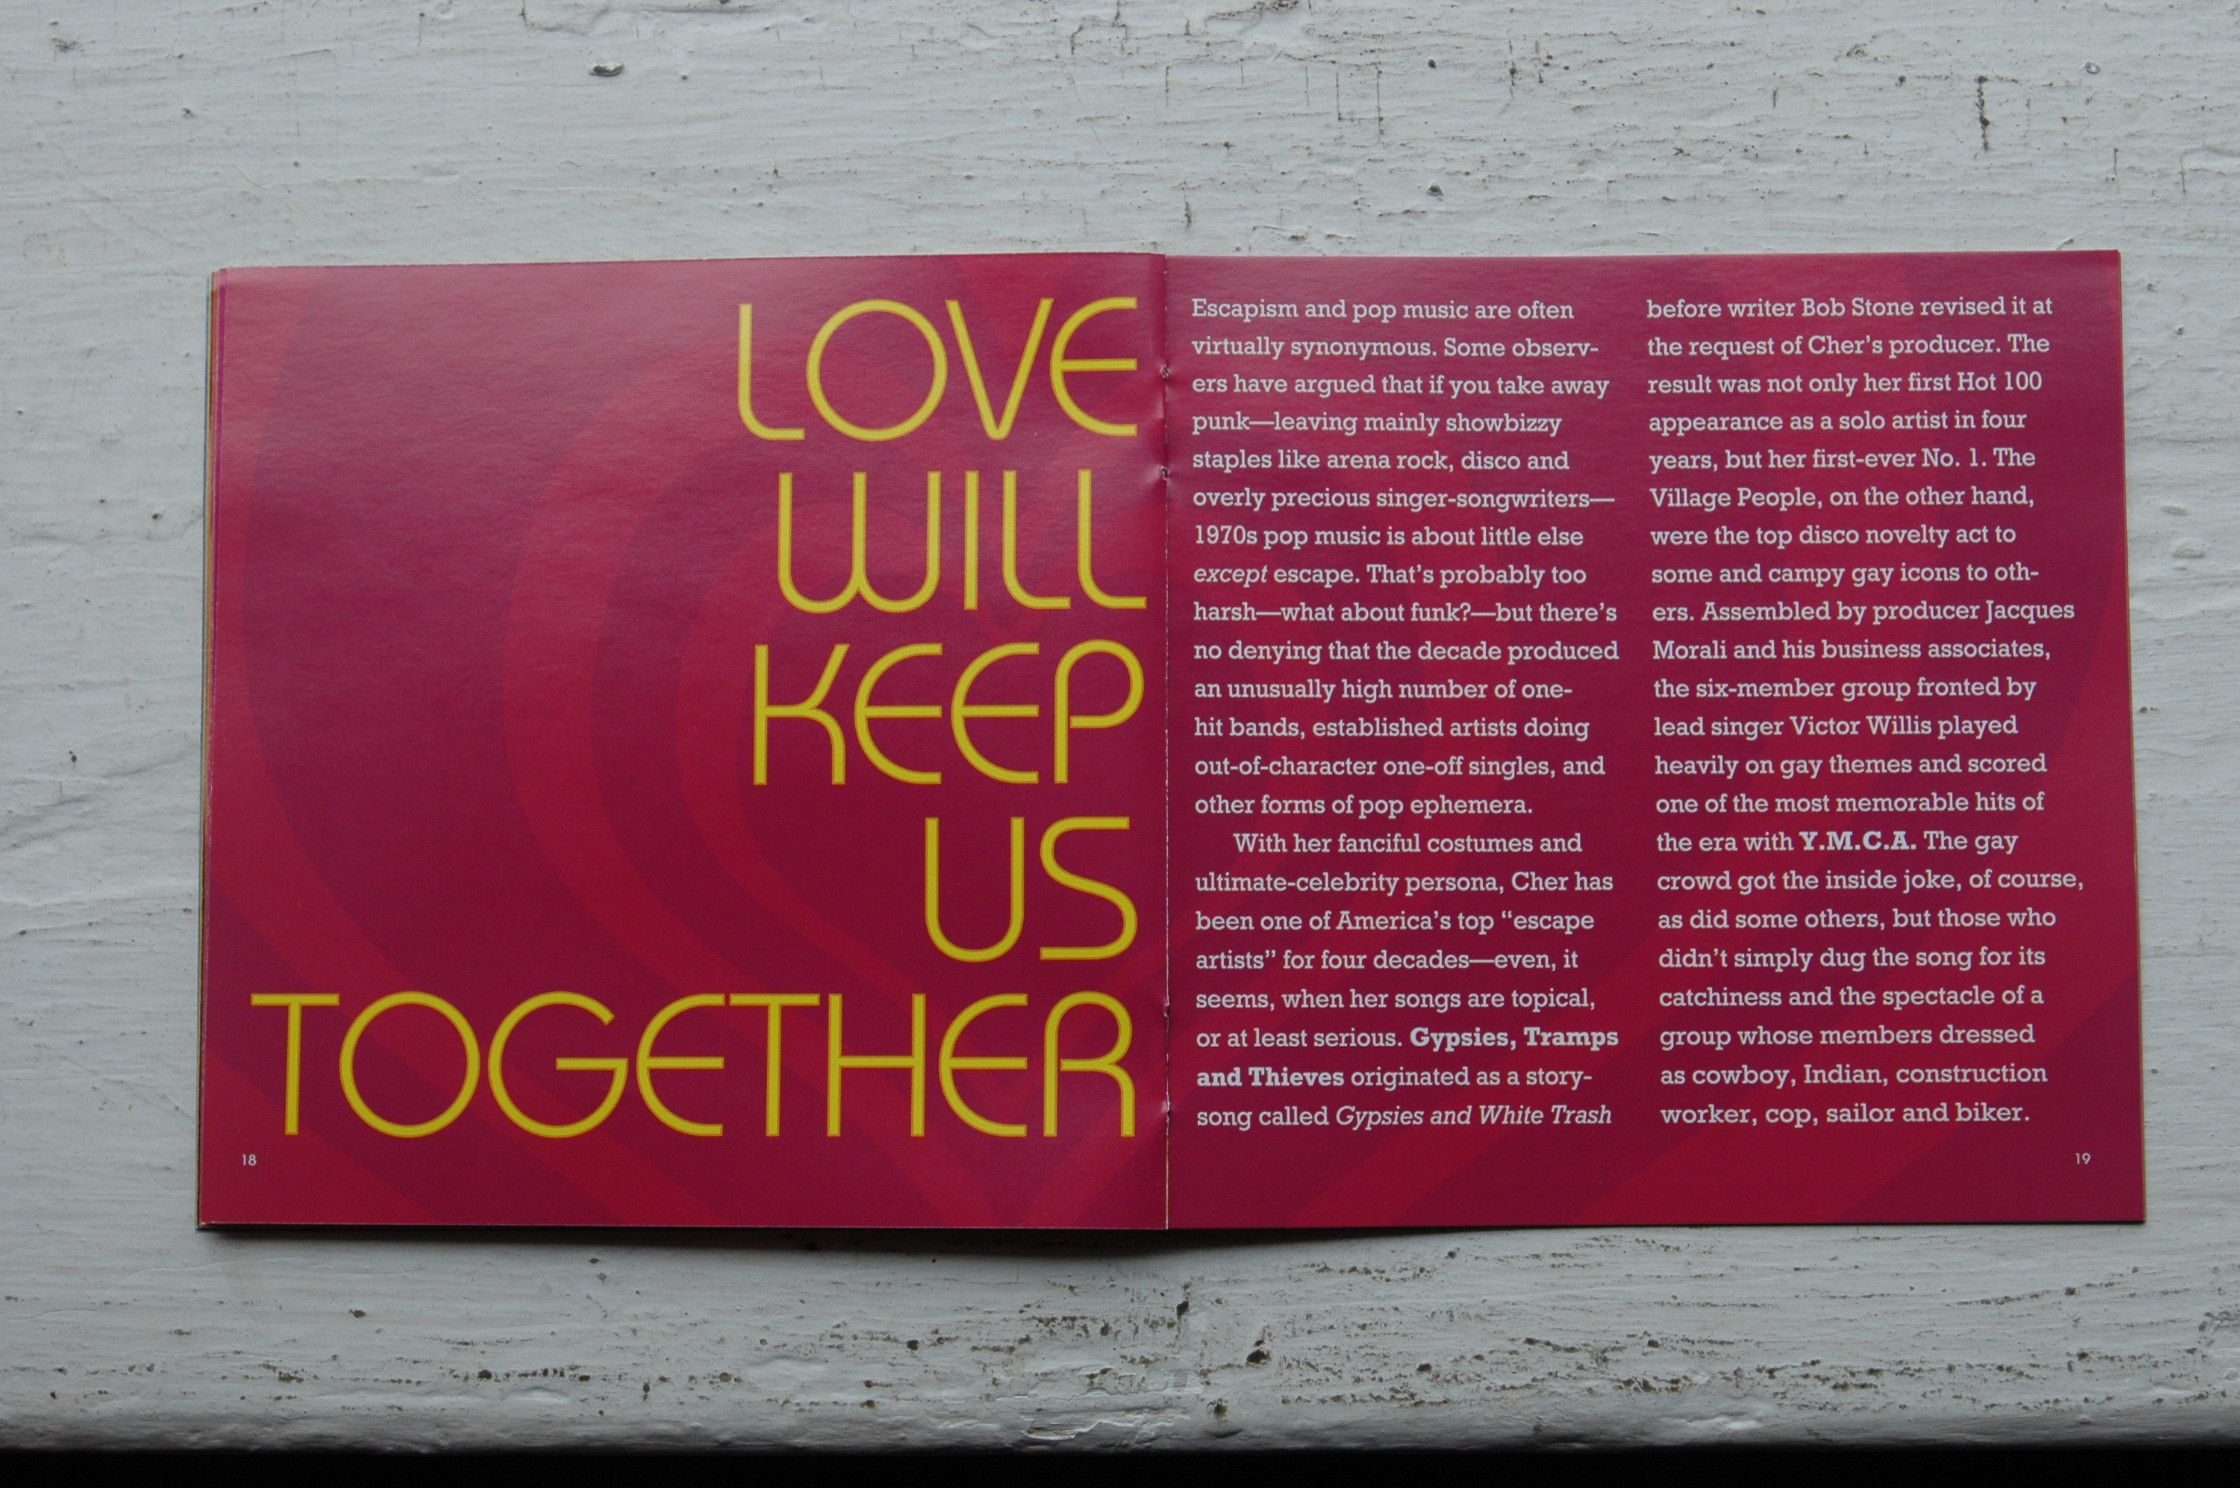 LOVE
WILL
KEEP
US
TOGETHER
18
Escapism and pop music are often
virtually synonymous. Some observ-
ers have argued that if you take away
punk—leaving mainly showbizzy
staples like arena rock, disco and
overly precious singer-songwriters—
1970s pop music is about little else
except escape. That's probably too
harsh—what about funk?—but there's
no denying that the decade produced
an unusually high number of one-
hit bands, established artists doing
out-of-character one-off singles, and
other forms of pop ephemera.
With her fanciful costumes and
ultimate-celebrity persona, Cher has
been one of America's top “escape
artists” for four decades—even, it
seems, when her songs are topical,
or at least serious. Gypsies, Tramps
and Thieves originated as a story-
song called Gypsies and White Trash
before writer Bob Stone revised it at
the request of Cher's producer. The
result was not only her first Hot 100
appearance as a solo artist in four
years, but her first-ever No. 1. The
Village People, on the other hand,
were the top disco novelty act to
some and campy gay icons to oth-
ers. Assembled by producer Jacques
Morali and his business associates,
the six-member group fronted by
lead singer Victor Willis played
heavily on gay themes and scored
one of the most memorable hits of
the era with Y.M.C.A. The gay
crowd got the inside joke, of course,
as did some others, but those who
didn't simply dug the song for its
catchiness and the spectacle of a
group whose members dressed
as cowboy, Indian, construction
worker, cop, sailor and biker.
19